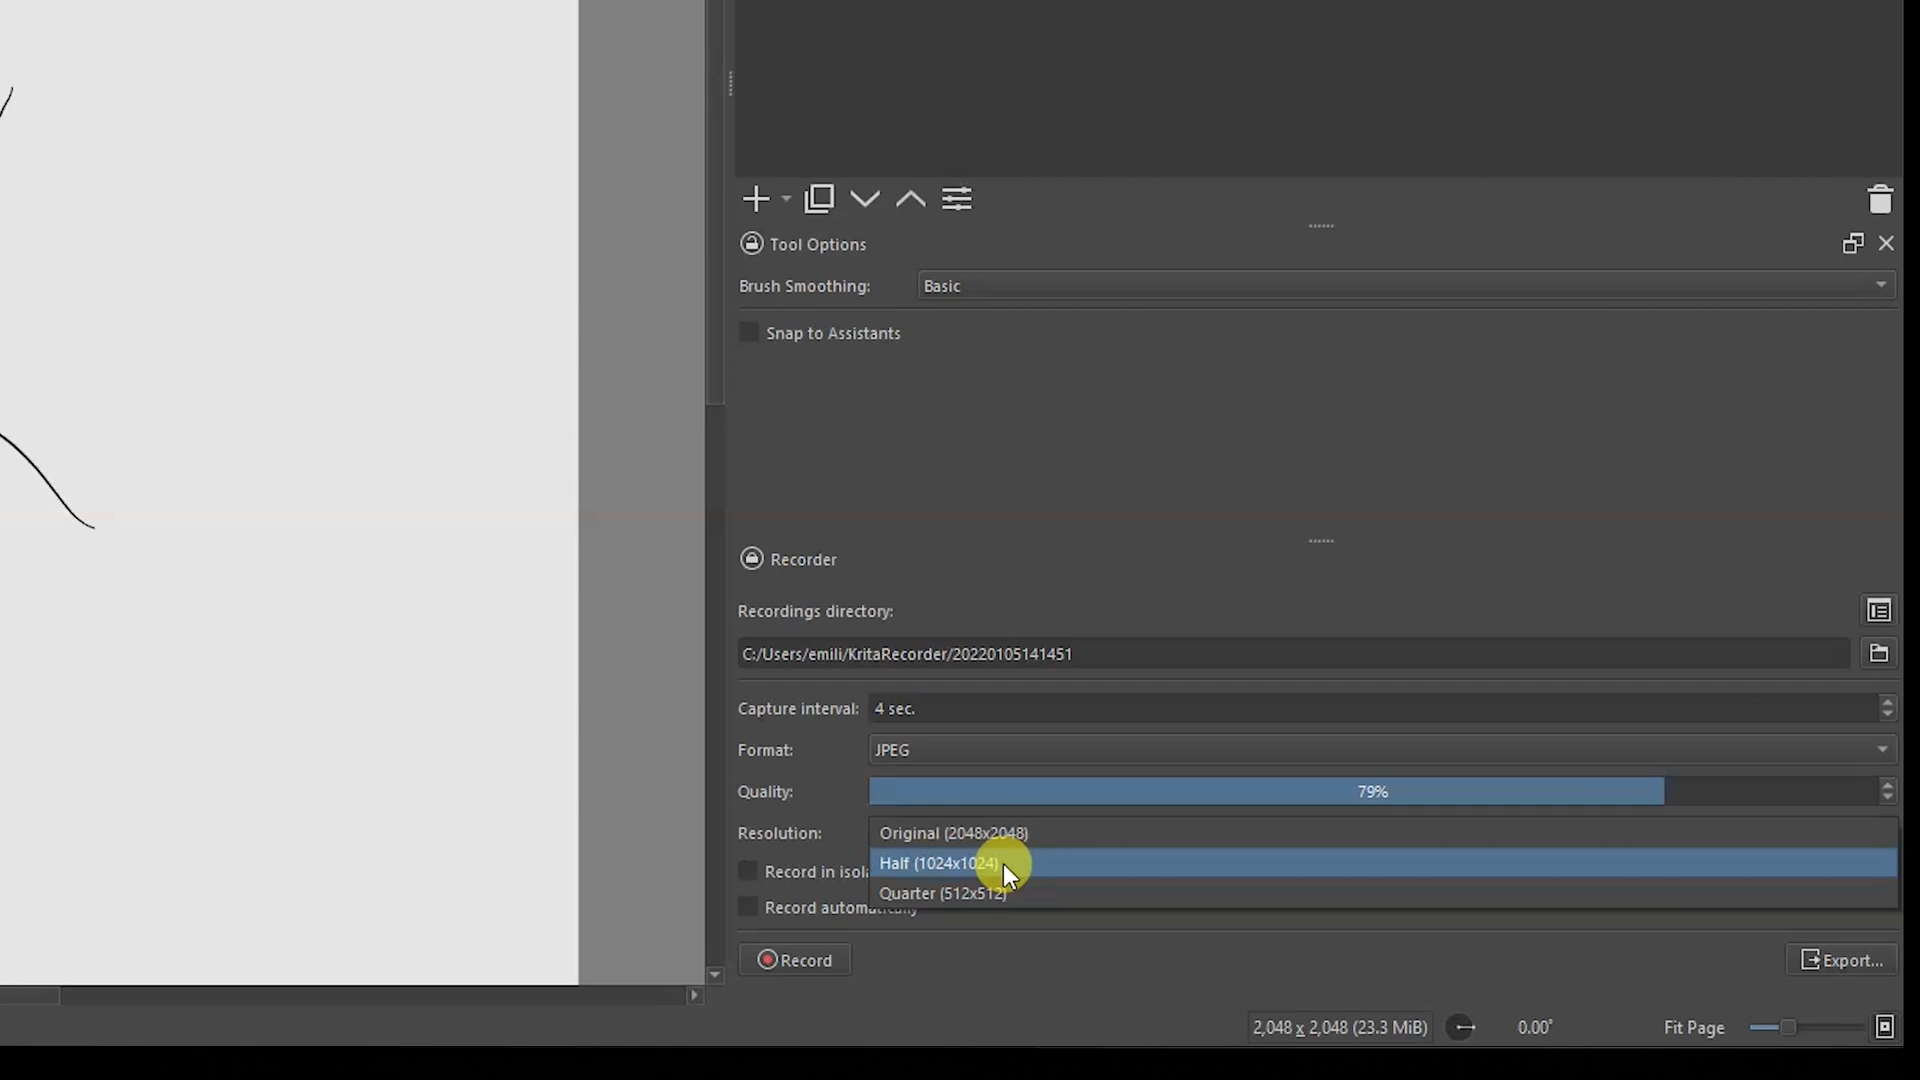 Tool Options
Brush Smoothing: Basic
Snap to Assistants
Recorder
Recordings directory:
C:/Users/emili/KritaRecorder/20220105141451
Capture interval: 4 sec.
Format: JPEG
Quality: 79%
Resolution: Original (2048x2048)
Half (1024x1024)
Record in isol
Quarter (512x512)
Record automatically
Record Export...
2,048 x 2,048 (23.3 MiB) 0.00° Fit Page